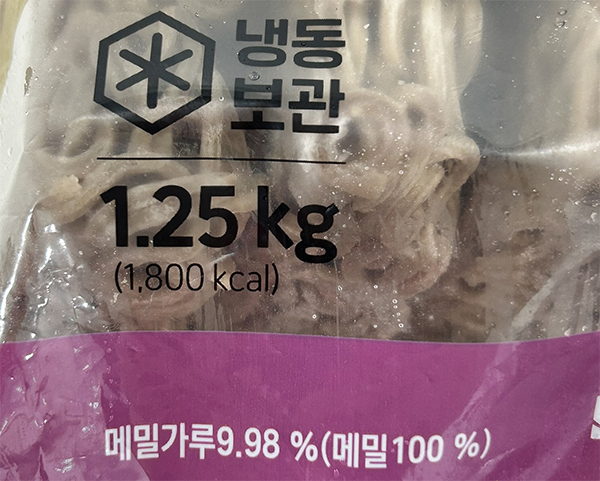 냉동
보관
1.25 kg
(1,800 kcal)
메밀가루9.98 %(메밀100 %)